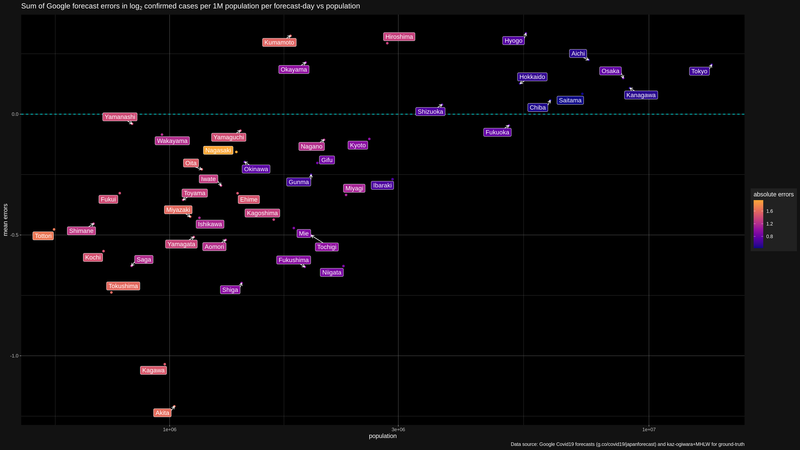 Sum of Google forecast errors in log2 confirmed cases per 1M population per forecast-day vs population
Hiroshima
Hyogo
Kumamoto
Aichi
Okayama
Osaka
Tokyo
Hokkaido
Kanagawa
Saitama
Chiba
Shizuoka
0.0
Yamanashi
Fukuoka
Yamaguchi
Wakayama
Kyoto
Nagano
Nagasaki
Gifu
Oita
Okinawa
Iwate
Gunma
Ibaraki
Miyagi
Toyama
Fukui
Ehime
Miyazaki
Kagoshima
Ishikawa
Shimane
Mie
-0.5
Tottori
Yamagata
Aomori
Tochigi
Kochi
Saga
Fukushima
Niigata
Tokushima
Shiga
-1.0
Kagawa
Akita
mean errors
absolute errors
1.6
1.2
0.8
1e+06
3e+06
1e+07
population
Data source: Google Covid19 forecasts (g.co/covid19/japanforecast) and kaz-ogiwara+MHLW for ground-truth